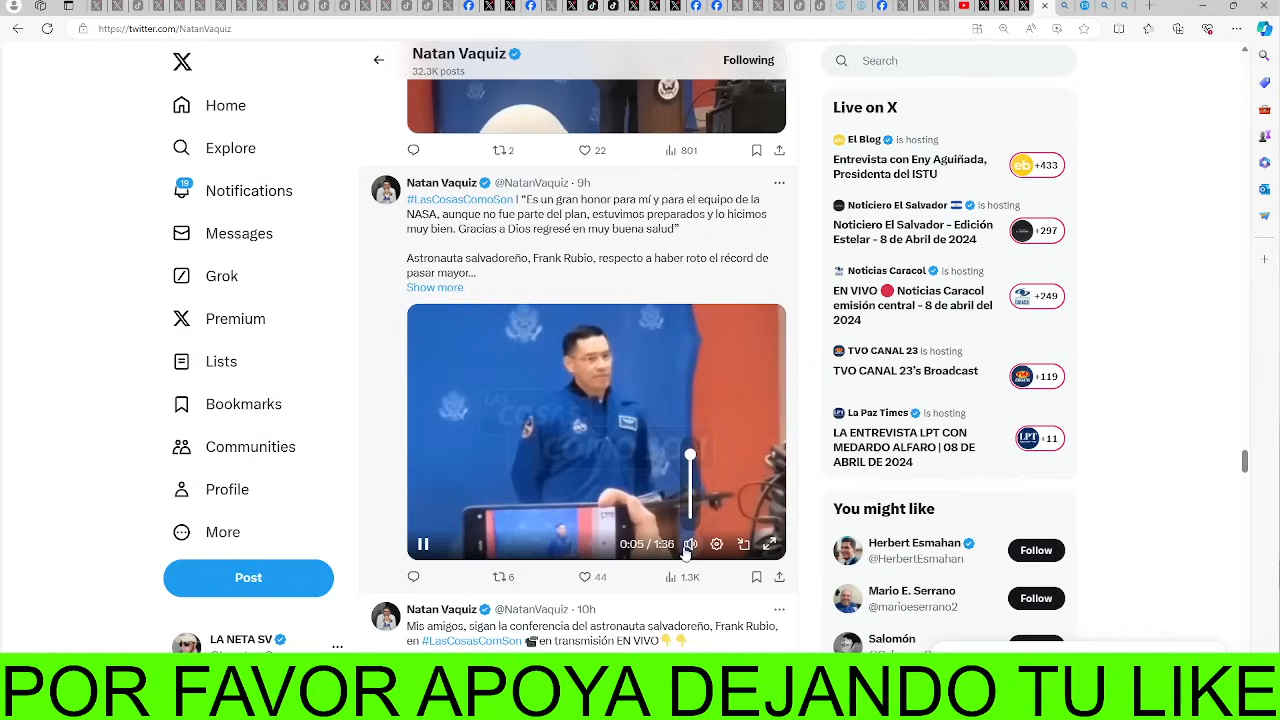 https://twitter.com/NatanVaquiz
Home
Explore
19
Notifications
Messages
Grok
Premium
Lists
Bookmarks
Communities
Profile
More
Post
LA NETA SV
Natan Vaquiz
32.3K posts
Following
2
22
801
Natan Vaquiz @NatanVaquiz · 9h
#LasCosasComoSon | “Es un gran honor para mí y para el equipo de la
NASA, aunque no fue parte del plan, estuvimos preparados y lo hicimos
muy bien. Gracias a Dios regresé en muy buena salud”
Astronauta salvadoreño, Frank Rubio, respecto a haber roto el récord de
pasar mayor...
Show more
LAS COSAS
0:05 / 1:36
6
44
1.3K
Natan Vaquiz @NatanVaquiz · 10h
Mis amigos, sigan la conferencia del astronauta salvadoreño, Frank Rubio,
en #LasCosasComSon en transmisión EN VIVO
Search
Live on X
El Blog is hosting
Entrevista con Eny Aguiñada,
Presidenta del ISTU
eb
+433
Noticiero El Salvador is hosting
Noticiero El Salvador - Edición
Estelar - 8 de Abril de 2024
+297
Noticias Caracol is hosting
EN VIVO Noticias Caracol
emisión central - 8 de abril del
2024
+249
TVO CANAL 23 is hosting
TVO CANAL 23’s Broadcast
+119
La Paz Times is hosting
LA ENTREVISTA LPT CON
MEDARDO ALFARO | 08 DE
ABRIL DE 2024
LPT
+11
You might like
Herbert Esmahan
@HerbertEsmahan
Follow
Mario E. Serrano
@marioeserrano2
Follow
Salomón
POR FAVOR APOYA DEJANDO TU LIKE